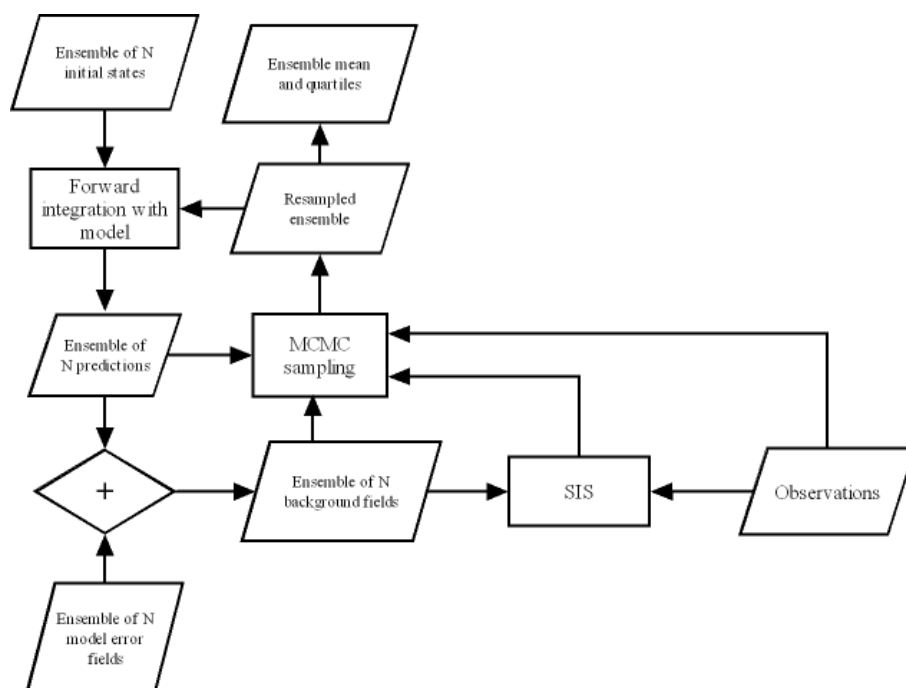 Ensemble of N
initial states
Ensemble mean
and quartiles
Forward
integration with
model
Resampled
ensemble
Ensemble of
N predictions
MCMC
sampling
+
Ensemble of N
background fields
SIS
Observations
Ensemble of N
model error
fields